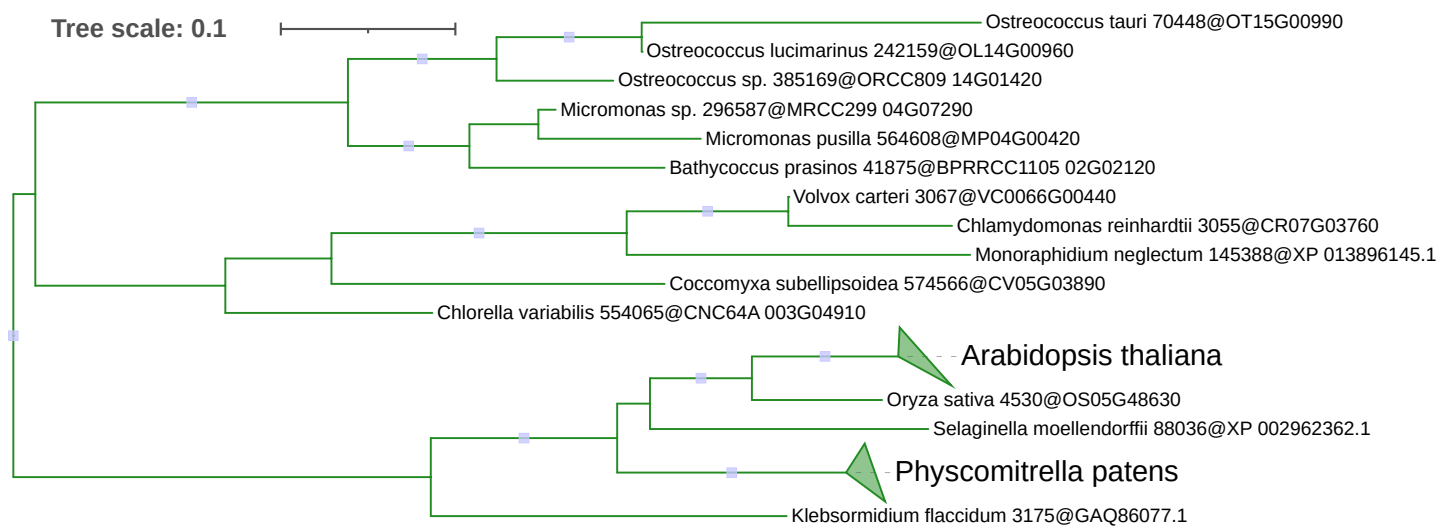 Tree scale: 0.1
Ostreococcus tauri 70448@OT15G00990
Ostreococcus lucimarinus 242159@OL14G00960
Ostreococcus sp. 385169@ORCC809 14G01420
Micromonas sp. 296587@MRCC299 04G07290
Micromonas pusilla 564608@MP04G00420
Bathycoccus prasinos 41875@BPRRCC1105 02G02120
Volvox carteri 3067@VC0066G00440
Chlamydomonas reinhardtii 3055@CR07G03760
Monoraphidium neglectum 145388@XP 013896145.1
Coccomyxa subellipsoidea 574566@CV05G03890
Chlorella variabilis 554065@CNC64A 003G04910
Arabidopsis thaliana
Oryza sativa 4530@OS05G48630
Selaginella moellendorffii 88036@XP 002962362.1
Physcomitrella patens
Klebsormidium flaccidum 3175@GAQ86077.1